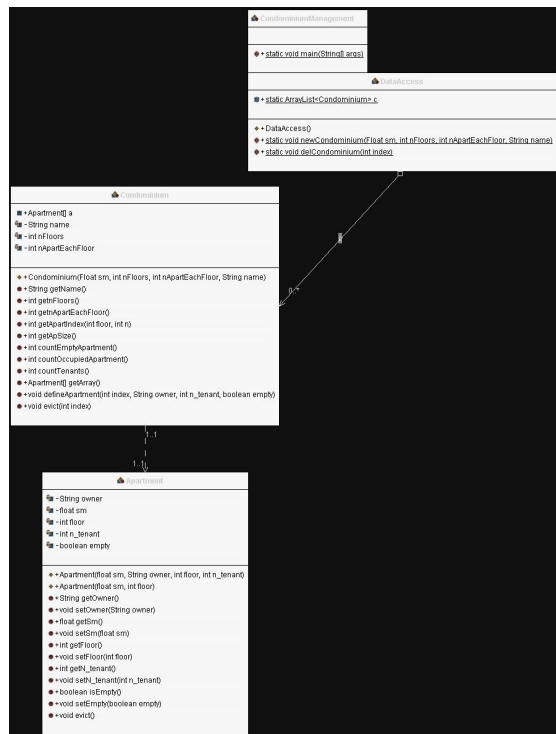 CondominiumManagement
+ static void main(String[] args)
DataAccess
+ static ArrayList<Condominium> c
+ DataAccess()
+ static void newCondominium(Float sm, int nFloors, int nApartEachFloor, String name)
+ static void delCondominium(int index)
Condominium
+ Apartment[] a
- String name
- int nFloors
- int nApartEachFloor
+ Condominium(Float sm, int nFloors, int nApartEachFloor, String name)
+ String getName()
+ int getnFloors()
+ int getnApartEachFloor()
+ int getApartIndex(int floor, int n)
+ int getApSize()
+ int countEmptyApartment()
+ int countOccupiedApartment()
+ int countTenants()
+ Apartment[] getArray()
+ void defineApartment(int index, String owner, int n_tenant, boolean empty)
+ void evict(int index)
0..*
1..1
1..1
Apartment
- String owner
- float sm
- int floor
- int n_tenant
- boolean empty
+ Apartment(float sm, String owner, int floor, int n_tenant)
+ Apartment(float sm, int floor)
+ String getOwner()
+ void setOwner(String owner)
+ float getSm()
+ void setSm(float sm)
+ int getFloor()
+ void setFloor(int floor)
+ int getN_tenant()
+ void setN_tenant(int n_tenant)
+ boolean isEmpty()
+ void setEmpty(boolean empty)
+ void evict()